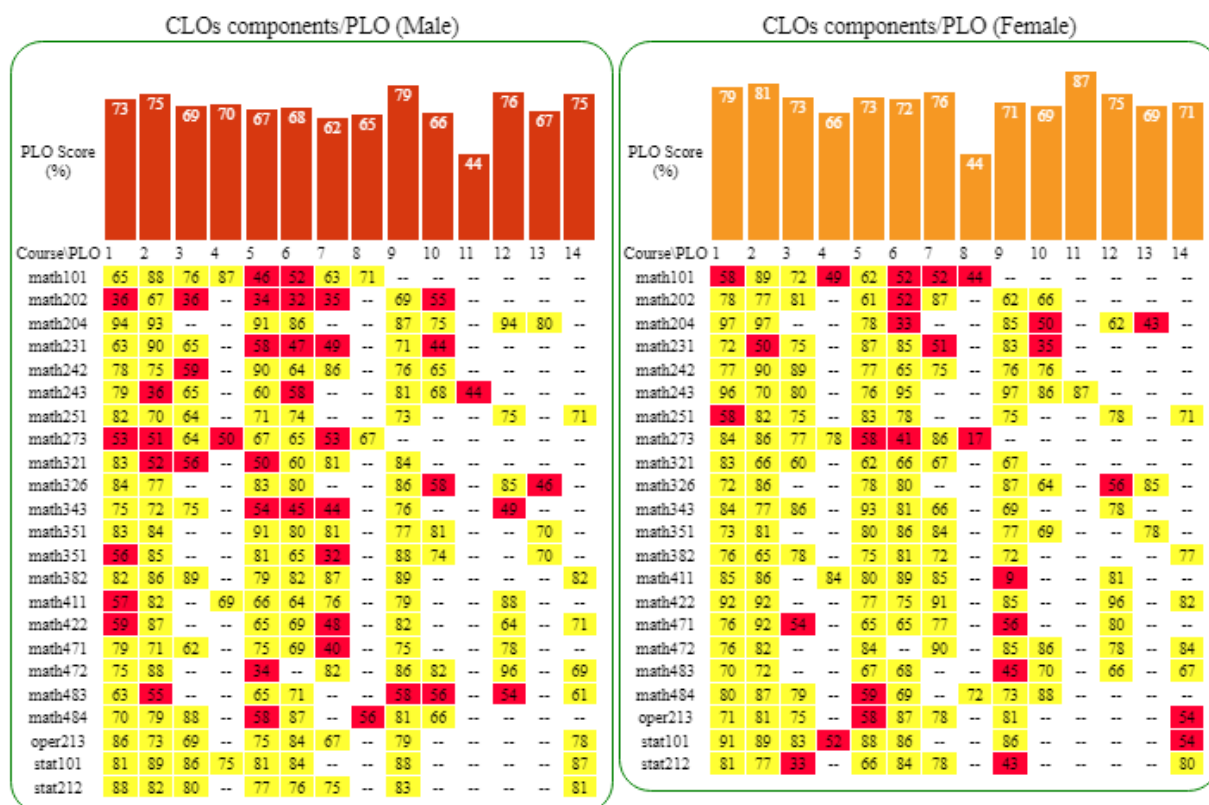 CLOs components/PLO (Male)
73 75 69 70 67 68 62 65 79 66 44 76 67 75
PLO Score
(%)
Course\PLO 1 2 3 4 5 6 7 8 9 10 11 12 13 14
math101 65 88 76 87 46 52 63 71 -- -- -- -- -- --
math202 36 67 36 -- 34 32 35 -- 69 55 -- -- -- --
math204 94 93 -- -- 91 86 -- -- 87 75 -- 94 80 --
math231 63 90 65 -- 58 47 49 -- 71 44 -- -- -- --
math242 78 75 59 -- 90 64 86 -- 76 65 -- -- -- --
math243 79 36 65 -- 60 58 -- -- 81 68 44 -- -- --
math251 82 70 64 -- 71 74 -- -- 73 -- -- 75 -- 71
math273 53 51 64 50 67 65 53 67 -- -- -- -- -- --
math321 83 52 56 -- 50 60 81 -- 84 -- -- -- -- --
math326 84 77 -- -- 83 80 -- -- 86 58 -- 85 46 --
math343 75 72 75 -- 54 45 44 -- 76 -- -- 49 -- --
math351 83 84 -- -- 91 80 81 -- 77 81 -- -- 70 --
math351 56 85 -- -- 81 65 32 -- 88 74 -- -- 70 --
math382 82 86 89 -- 79 82 87 -- 89 -- -- -- -- 82
math411 57 82 -- 69 66 64 76 -- 79 -- -- 88 -- --
math422 59 87 -- -- 65 69 48 -- 82 -- -- 64 -- 71
math471 79 71 62 -- 75 69 40 -- 75 -- -- 78 -- --
math472 75 88 -- -- 34 -- 82 -- 86 82 -- 96 -- 69
math483 63 55 -- -- 65 71 -- -- 58 56 -- 54 -- 61
math484 70 79 88 -- 58 87 -- 56 81 66 -- -- -- --
oper213 86 73 69 -- 75 84 67 -- 79 -- -- -- -- 78
stat101 81 89 86 75 81 84 -- -- 88 -- -- -- -- 87
stat212 88 82 80 -- 77 76 75 -- 83 -- -- -- -- 81
CLOs components/PLO (Female)
79 81 73 66 73 72 76 44 71 69 87 75 69 71
PLO Score
(%)
Course\PLO 1 2 3 4 5 6 7 8 9 10 11 12 13 14
math101 58 89 72 49 62 52 52 44 -- -- -- -- -- --
math202 78 77 81 -- 61 52 87 -- 62 66 -- -- -- --
math204 97 97 -- -- 78 33 -- -- 85 50 -- 62 43 --
math231 72 50 75 -- 87 85 51 -- 83 35 -- -- -- --
math242 77 90 89 -- 77 65 75 -- 76 76 -- -- -- --
math243 96 70 80 -- 76 95 -- -- 97 86 87 -- -- --
math251 58 82 75 -- 83 78 -- -- 75 -- -- 78 -- 71
math273 84 86 77 78 58 41 86 17 -- -- -- -- -- --
math321 83 66 60 -- 62 66 67 -- 67 -- -- -- -- --
math326 72 86 -- -- 78 80 -- -- 87 64 -- 56 85 --
math343 84 77 86 -- 93 81 66 -- 69 -- -- 78 -- --
math351 73 81 -- -- 80 86 84 -- 77 69 -- -- 78 --
math382 76 65 78 -- 75 81 72 -- 72 -- -- -- -- 77
math411 85 86 -- 84 80 89 85 -- 9 -- -- 81 -- --
math422 92 92 -- -- 77 75 91 -- 85 -- -- 96 -- 82
math471 76 92 54 -- 65 65 77 -- 56 -- -- 80 -- --
math472 76 82 -- -- 84 -- 90 -- 85 86 -- 78 -- 84
math483 70 72 -- -- 67 68 -- -- 45 70 -- 66 -- 67
math484 80 87 79 -- 59 69 -- 72 73 88 -- -- -- --
oper213 71 81 75 -- 58 87 78 -- 81 -- -- -- -- 54
stat101 91 89 83 52 88 86 -- -- 86 -- -- -- -- 54
stat212 81 77 33 -- 66 84 78 -- 43 -- -- -- -- 80